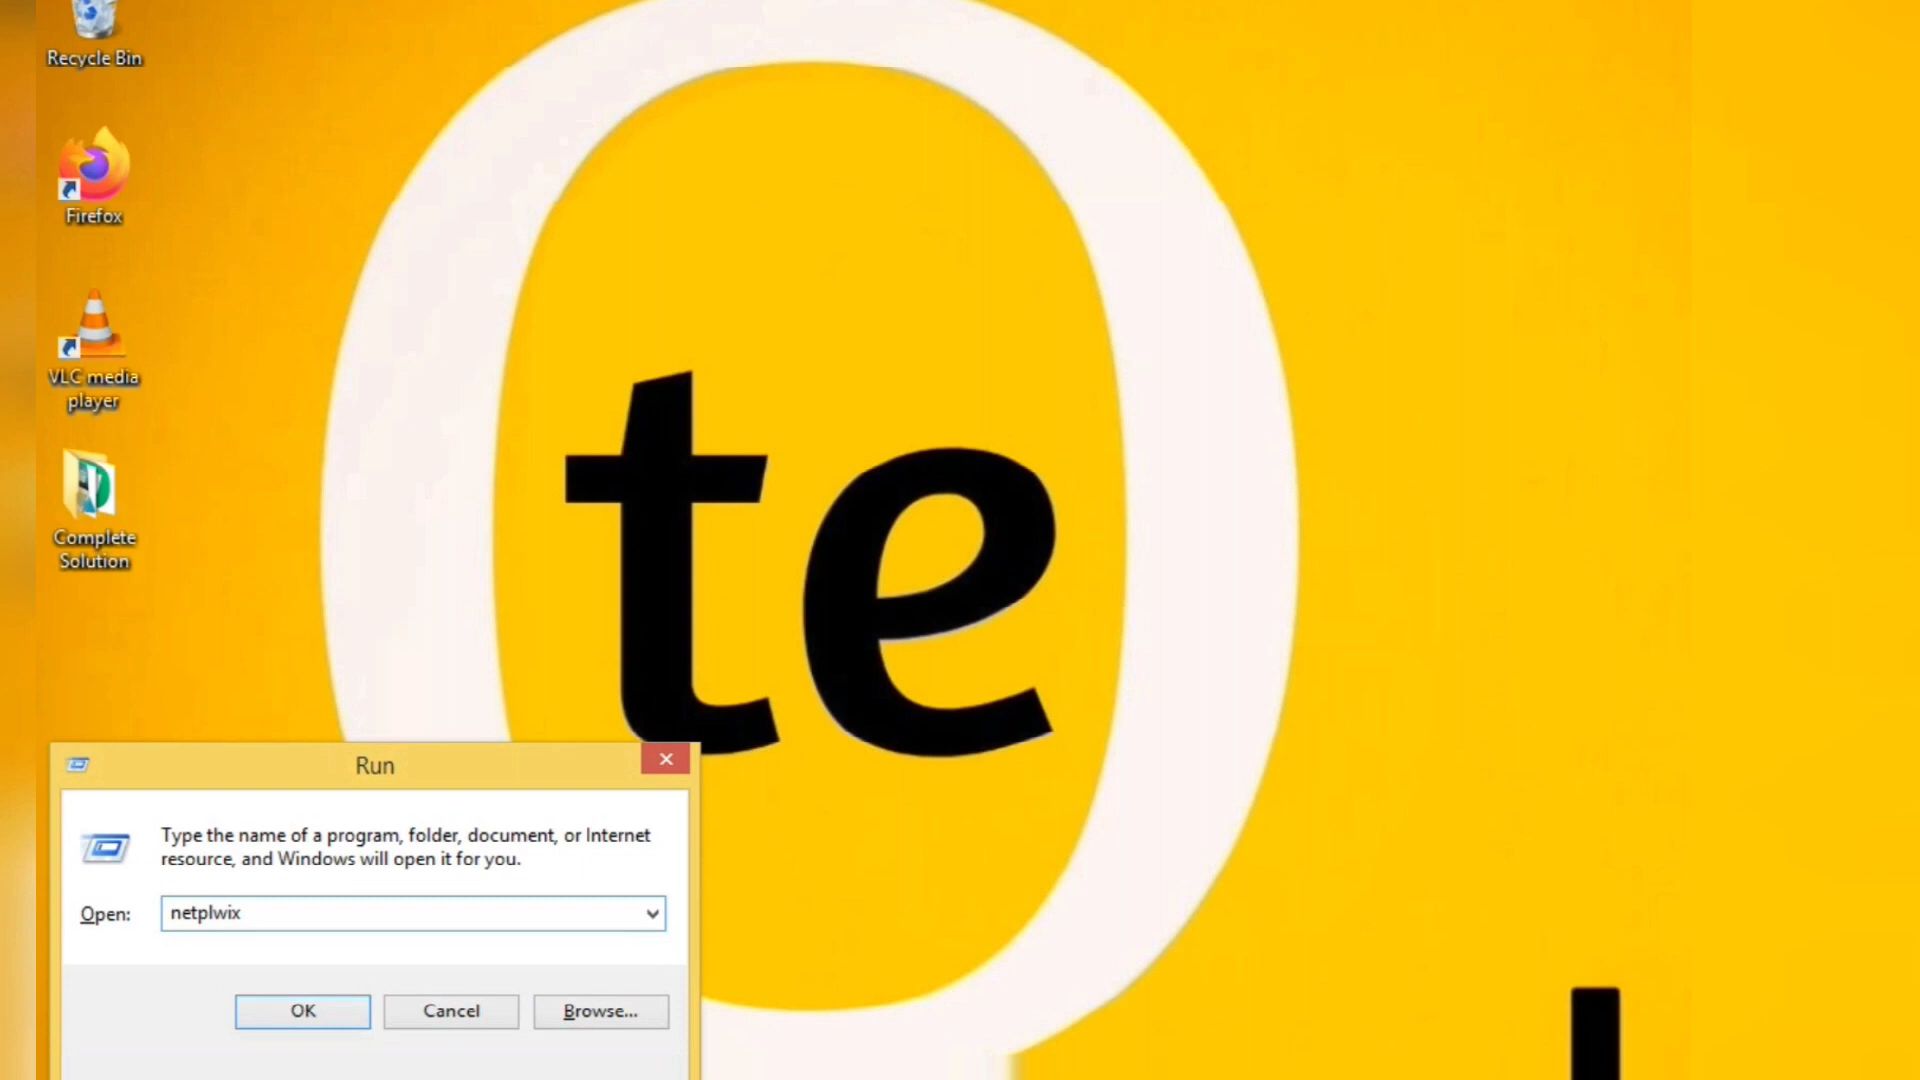 Recycle Bin
Firefox
VLC media
player
Complete
Solution
te
Run
Type the name of a program, folder, document, or Internet
resource, and Windows will open it for you.
Open:
netplwix
OK
Cancel
Browse...